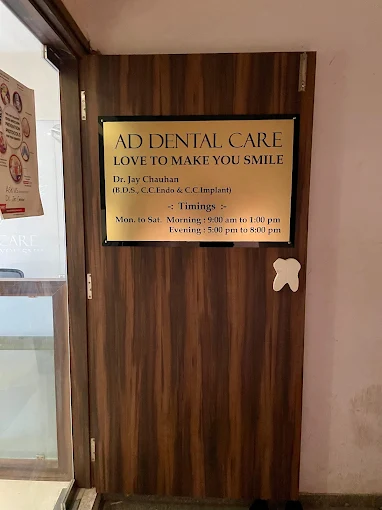 AD DENTAL CARE
LOVE TO MAKE YOU SMILE
Dr. Jay Chauhan
(B.D.S., C.C.Endo & C.C.Implant)
-: Timings :-
Mon. to Sat. Morning : 9:00 am to 1:00 pm
Evening : 5:00 pm to 8:00 pm
CARE